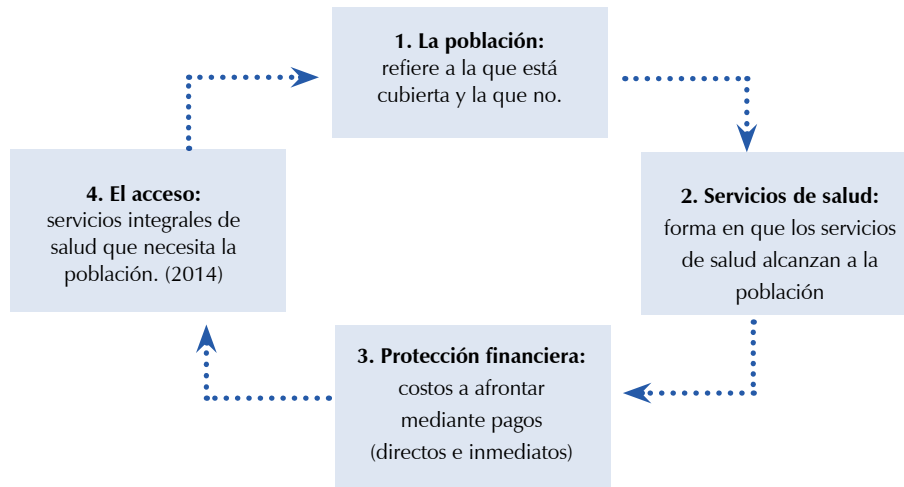 1. La población:
refiere a la que está
cubierta y la que no.
2. Servicios de salud:
forma en que los servicios
de salud alcanzan a la
población
3. Protección financiera:
costos a afrontar
mediante pagos
(directos e inmediatos)
4. El acceso:
servicios integrales de
salud que necesita la
población. (2014)